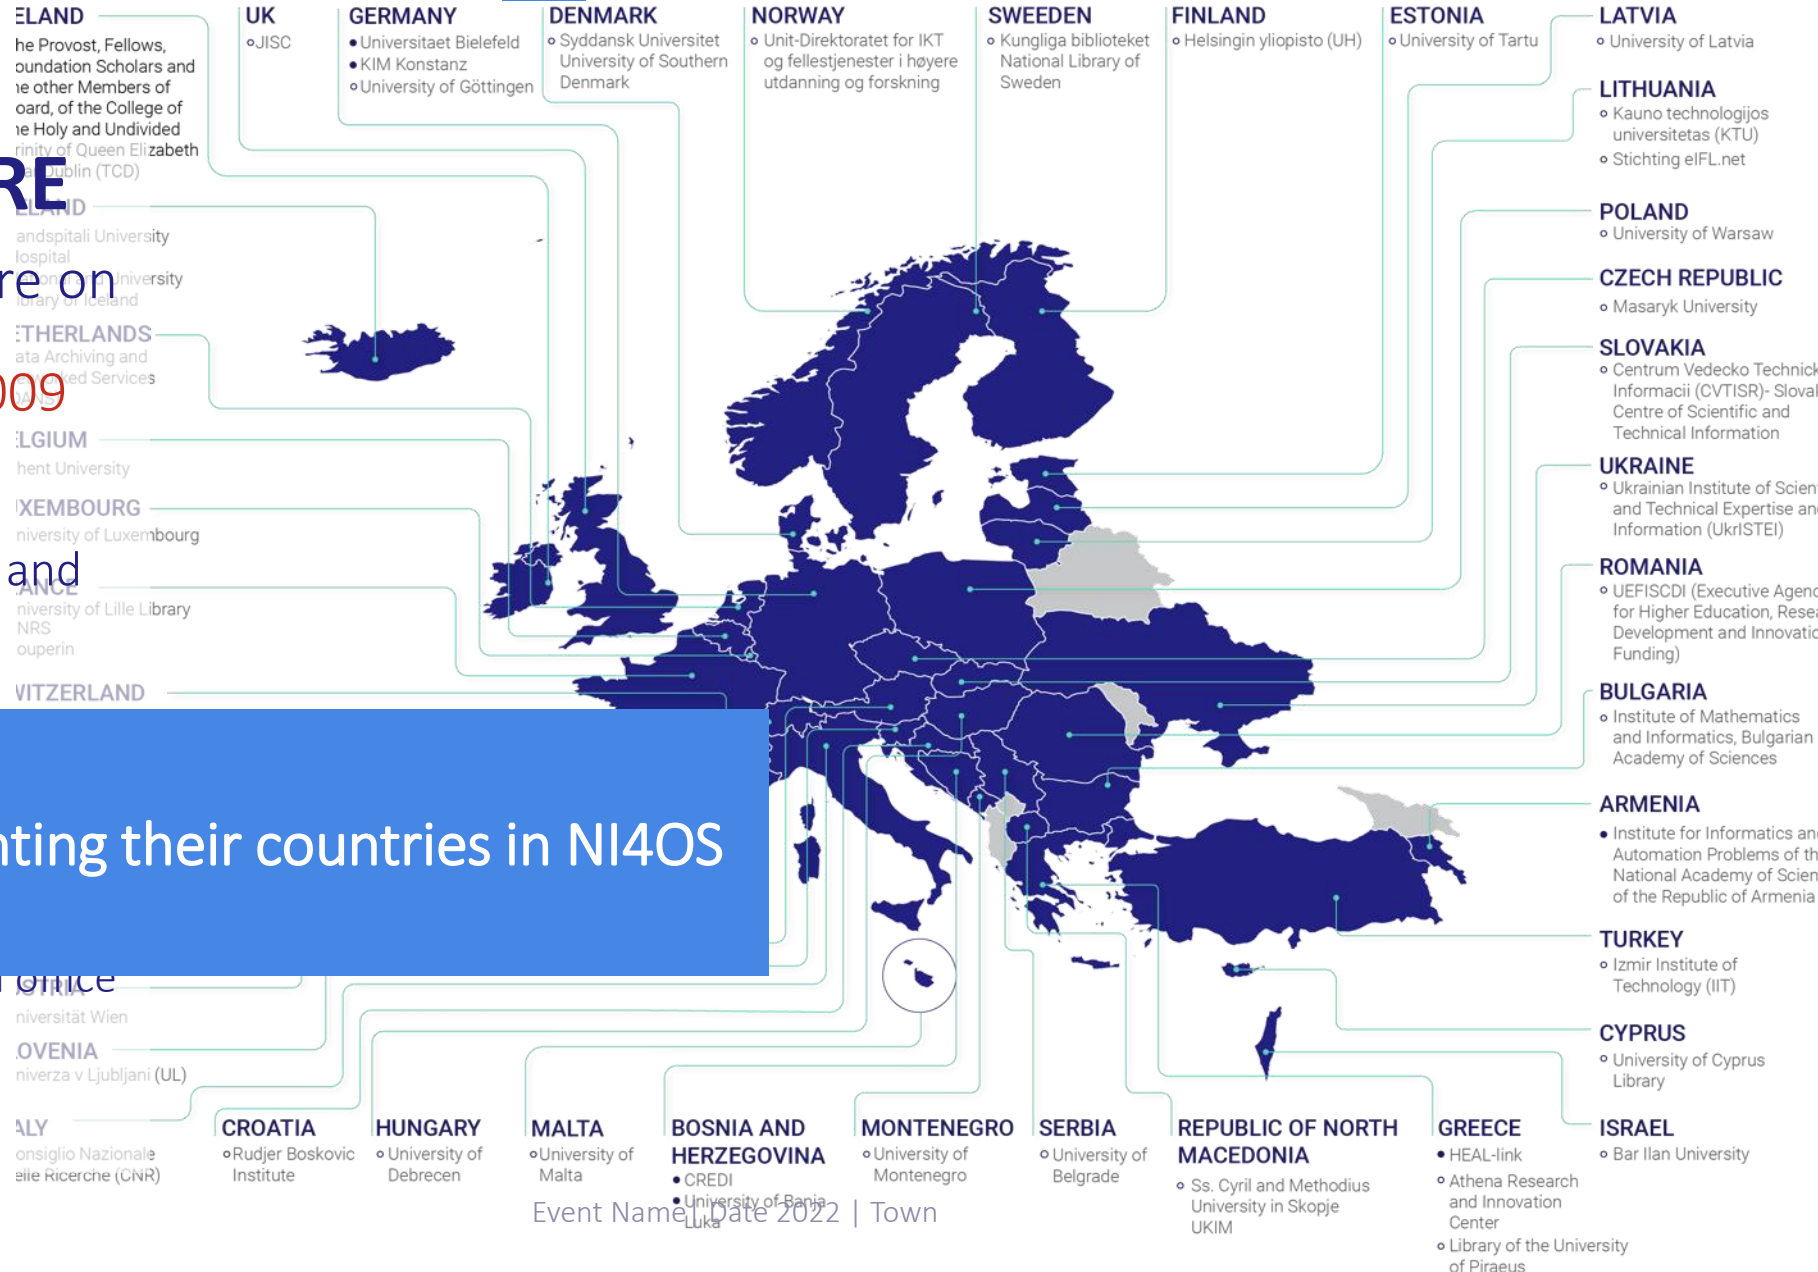 UK
JISC
GERMANY
Universitaet Bielefeld
KIM Konstanz
University of Göttingen
DENMARK
Syddansk Universitet
University of Southern
Denmark
NORWAY
Unit-Direktoratet for IKT
og fellestjenester i høyere
utdanning og forskning
SWEEDEN
Kungliga biblioteket
National Library of
Sweden
FINLAND
Helsingin yliopisto (UH)
ESTONIA
University of Tartu
LATVIA
University of Latvia
LITHUANIA
Kauno technologijos
universitetas (KTU)
Stichting eIFL.net
POLAND
University of Warsaw
CZECH REPUBLIC
Masaryk University
SLOVAKIA
Centrum Vedecko Technick
Informacii (CVTISR)- Slovak
Centre of Scientific and
Technical Information
UKRAINE
Ukrainian Institute of Scient
and Technical Expertise and
Information (UkrISTEI)
ROMANIA
UEFISCDI (Executive Agenc
for Higher Education, Resea
Development and Innovatio
Funding)
BULGARIA
Institute of Mathematics
and Informatics, Bulgarian
Academy of Sciences
ARMENIA
Institute for Informatics and
Automation Problems of th
National Academy of Scien
of the Republic of Armenia
TURKEY
Izmir Institute of
Technology (IIT)
CYPRUS
University of Cyprus
Library
ISRAEL
Bar Ilan University
ELAND
he Provost, Fellows,
oundation Scholars and
he other Members of
oard, of the College of
he Holy and Undivided
rinity of Queen Elizabeth
Dublin (TCD)
RE
ELAND
andspitali University
Hospital
University
re on
ibrary of Iceland
ETHERLANDS
ata Archiving and
etworked Services
009
ELGIUM
hent University
UXEMBOURG
niversity of Luxembourg
and
ANCE
niversity of Lille Library
NRS
ouperin
WITZERLAND
nting their countries in NI4OS
office
STRIA
niversität Wien
OVENIA
niverza v Ljubljani (UL)
ALY
onsiglio Nazionale
elle Ricerche (CNR)
CROATIA
Rudjer Boskovic
Institute
HUNGARY
University of
Debrecen
MALTA
University of
Malta
BOSNIA AND
HERZEGOVINA
CREDI
University of Banja
Luka
MONTENEGRO
University of
Montenegro
SERBIA
University of
Belgrade
REPUBLIC OF NORTH
MACEDONIA
Ss. Cyril and Methodius
University in Skopje
UKIM
GREECE
HEAL-link
Athena Research
and Innovation
Center
Library of the University
of Piraeus
Event Name | Date 2022 | Town